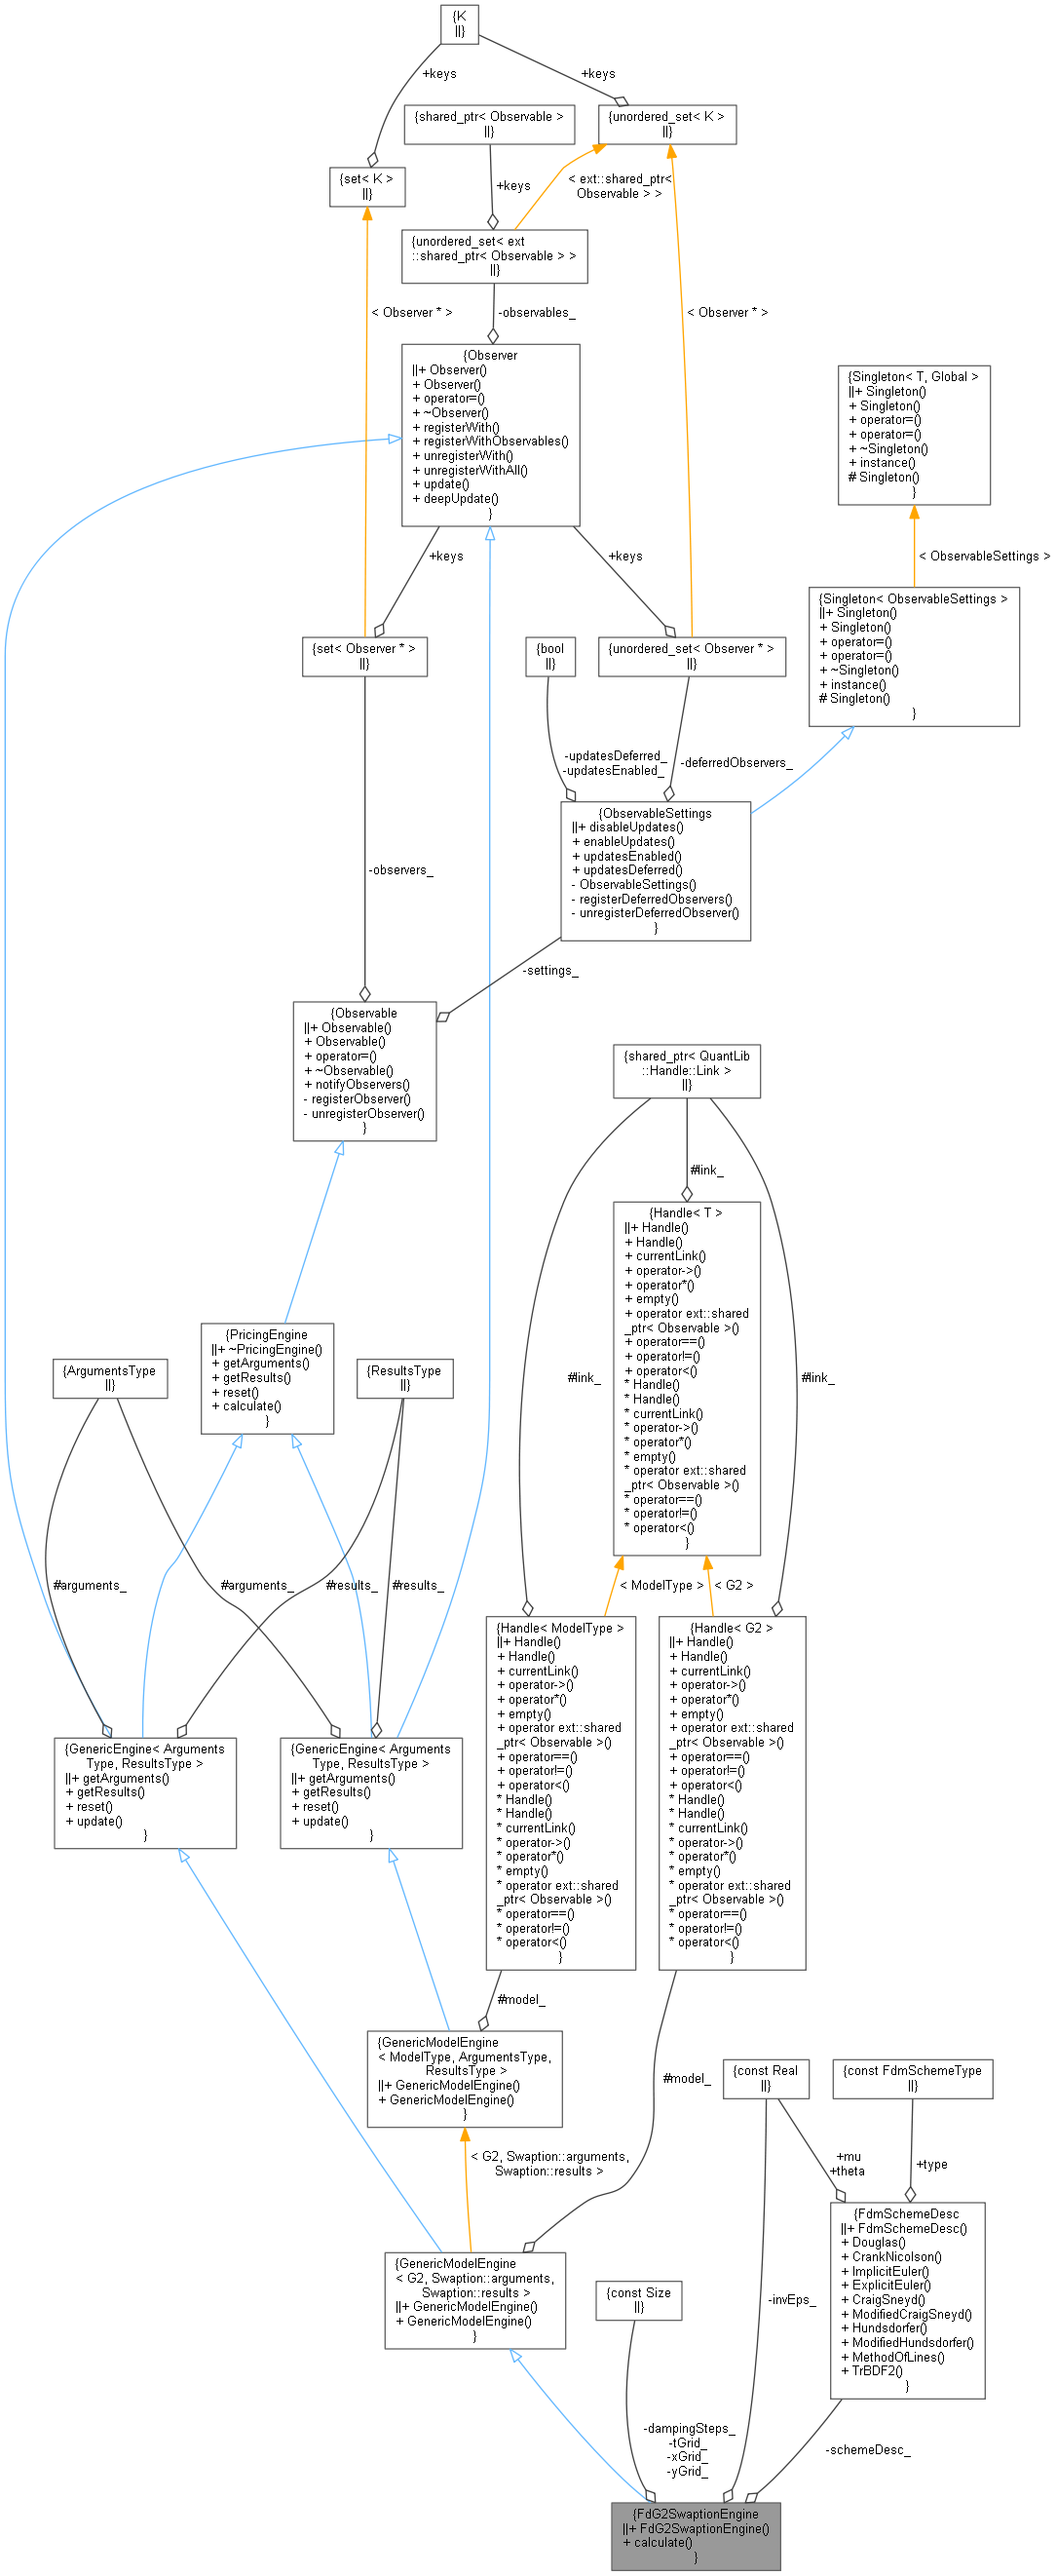 {K
||}
+keys
+keys
{shared_ptr< Observable >
||}
{unordered_set< K >
||}
{set< K >
||}
+keys
< ext::shared_ptr<
Observable > >
{unordered_set< ext
::shared_ptr< Observable > >
||}
< Observer * >
-observables_
< Observer * >
{Observer
||+ Observer()
+ Observer()
+ operator=()
+ ~Observer()
+ registerWith()
+ registerWithObservables()
+ unregisterWith()
+ unregisterWithAll()
+ update()
+ deepUpdate()
}
{Singleton< T, Global >
||+ Singleton()
+ Singleton()
+ operator=()
+ operator=()
+ ~Singleton()
+ instance()
# Singleton()
}
+keys
+keys
< ObservableSettings >
{Singleton< ObservableSettings >
||+ Singleton()
+ Singleton()
+ operator=()
+ operator=()
+ ~Singleton()
+ instance()
# Singleton()
}
{set< Observer * >
||}
{bool
||}
{unordered_set< Observer * >
||}
-updatesDeferred_
-updatesEnabled_
-deferredObservers_
{ObservableSettings
||+ disableUpdates()
+ enableUpdates()
+ updatesEnabled()
+ updatesDeferred()
- ObservableSettings()
- registerDeferredObservers()
- unregisterDeferredObserver()
}
-observers_
-settings_
{Observable
||+ Observable()
+ Observable()
+ operator=()
+ ~Observable()
+ notifyObservers()
- registerObserver()
- unregisterObserver()
}
{shared_ptr< QuantLib
::Handle::Link >
||}
#link_
{Handle< T >
||+ Handle()
+ Handle()
+ currentLink()
+ operator->()
+ operator*()
+ empty()
+ operator ext::shared
_ptr< Observable >()
+ operator==()
+ operator!=()
+ operator<()
* Handle()
* Handle()
* currentLink()
* operator->()
* operator*()
* empty()
* operator ext::shared
_ptr< Observable >()
* operator==()
* operator!=()
* operator<()
}
#link_
#link_
{PricingEngine
||+ ~PricingEngine()
+ getArguments()
+ getResults()
+ reset()
+ calculate()
}
{ArgumentsType
||}
{ResultsType
||}
#arguments_
#arguments_
#results_
#results_
< ModelType >
< G2 >
{GenericEngine< Arguments
Type, ResultsType >
||+ getArguments()
+ getResults()
+ reset()
+ update()
}
{GenericEngine< Arguments
Type, ResultsType >
||+ getArguments()
+ getResults()
+ reset()
+ update()
}
{Handle< ModelType >
||+ Handle()
+ Handle()
+ currentLink()
+ operator->()
+ operator*()
+ empty()
+ operator ext::shared
_ptr< Observable >()
+ operator==()
+ operator!=()
+ operator<()
* Handle()
* Handle()
* currentLink()
* operator->()
* operator*()
* empty()
* operator ext::shared
_ptr< Observable >()
* operator==()
* operator!=()
* operator<()
}
{Handle< G2 >
||+ Handle()
+ Handle()
+ currentLink()
+ operator->()
+ operator*()
+ empty()
+ operator ext::shared
_ptr< Observable >()
+ operator==()
+ operator!=()
+ operator<()
* Handle()
* Handle()
* currentLink()
* operator->()
* operator*()
* empty()
* operator ext::shared
_ptr< Observable >()
* operator==()
* operator!=()
* operator<()
}
#model_
{GenericModelEngine
< ModelType, ArgumentsType,
ResultsType >
||+ GenericModelEngine()
+ GenericModelEngine()
}
#model_
{const Real
||}
{const FdmSchemeType
||}
< G2, Swaption::arguments,
Swaption::results >
+mu
+theta
+type
{GenericModelEngine
< G2, Swaption::arguments,
Swaption::results >
||+ GenericModelEngine()
+ GenericModelEngine()
}
{const Size
||}
-invEps_
{FdmSchemeDesc
||+ FdmSchemeDesc()
+ Douglas()
+ CrankNicolson()
+ ImplicitEuler()
+ ExplicitEuler()
+ CraigSneyd()
+ ModifiedCraigSneyd()
+ Hundsdorfer()
+ ModifiedHundsdorfer()
+ MethodOfLines()
+ TrBDF2()
}
-dampingSteps_
-tGrid_
-xGrid_
-yGrid_
-schemeDesc_
{FdG2SwaptionEngine
||+ FdG2SwaptionEngine()
+ calculate()
}